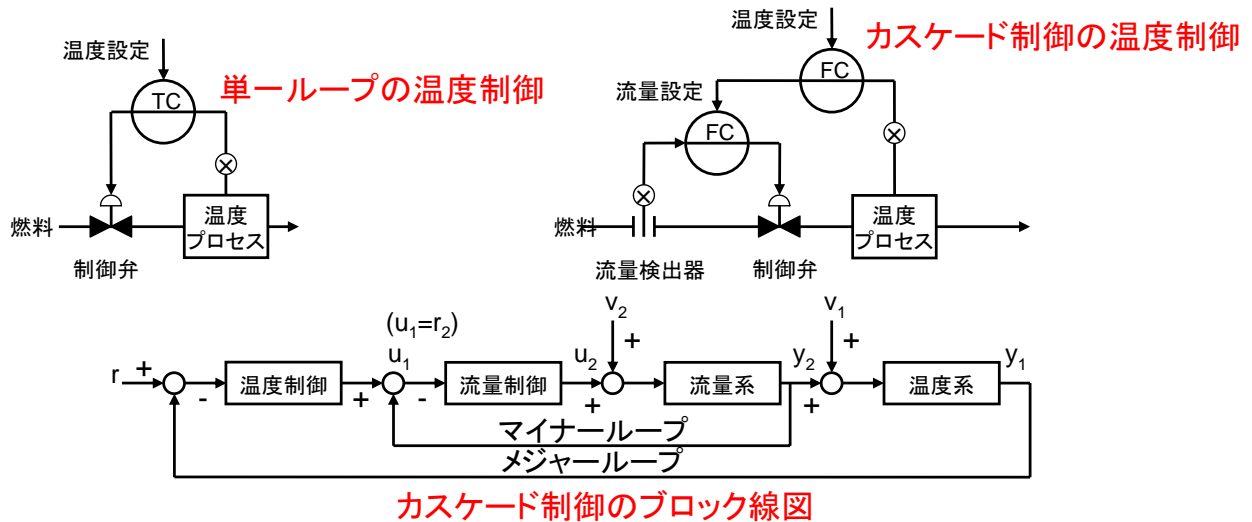 温度設定
TC
単一ループの温度制御
燃料
制御弁
温度
プロセス
温度設定
カスケード制御の温度制御
FC
流量設定
FC
燃料
流量検出器
制御弁
温度
プロセス
r
+
-
温度制御
+
(u₁=r₂)
u₁
-
流量制御
u₂
+
v₂
+
流量系
y₂
+
v₁
+
温度系
y₁
マイナーループ
メジャーループ
カスケード制御のブロック線図